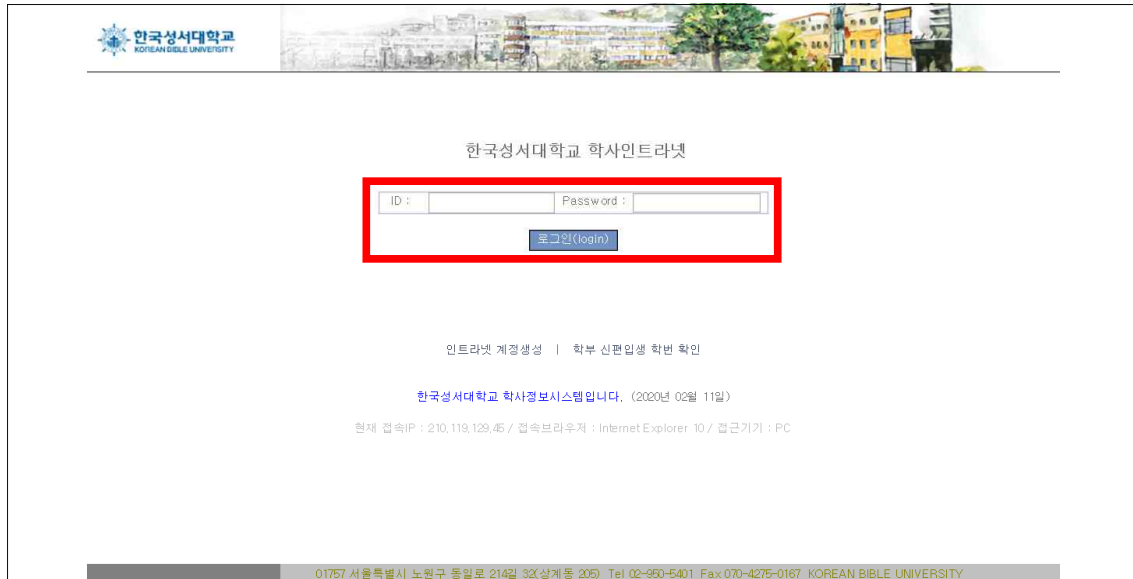 한국성서대학교
KOREAN BIBLE UNIVERSITY
한국성서대학교 학사인트라넷
ID : Password :
로그인(login)
인트라넷 계정생성 | 학부 신편입생 학번 확인
한국성서대학교 학사정보시스템입니다. (2020년 02월 11일)
현재 접속IP : 210.119.129.45 / 접속브라우저 : Internet Explorer 10 / 접근기기 : PC
01757 서울특별시 노원구 동일로 214길 32(상계동 205) Tel 02-950-5401 Fax 070-4275-0167 KOREAN BIBLE UNIVERSITY